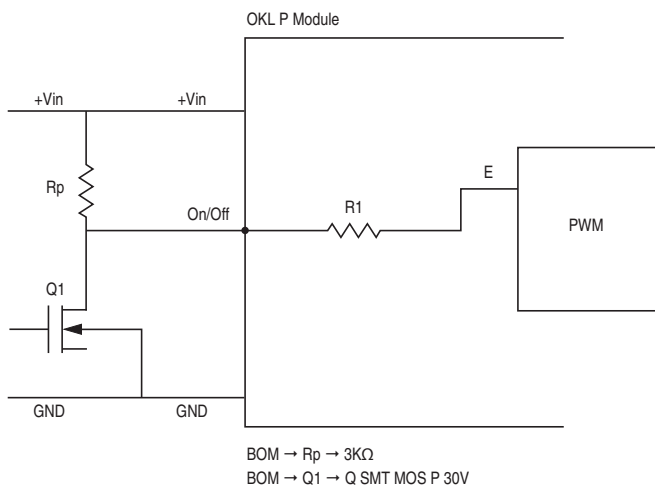 OKL P Module
+Vin +Vin
Rp
E
On/Off
R1
PWM
Q1
GND GND
BOM → Rp → 3KΩ
BOM → Q1 → Q SMT MOS P 30V